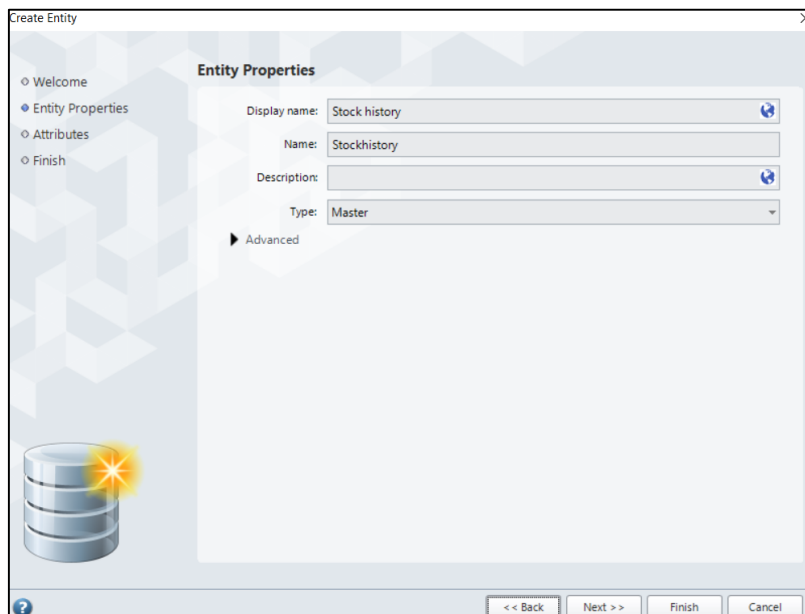 Create Entity
Welcome
Entity Properties
Attributes
Finish
Entity Properties
Display name: Stock history
Name: Stockhistory
Description:
Type: Master
Advanced
<< Back Next >> Finish Cancel